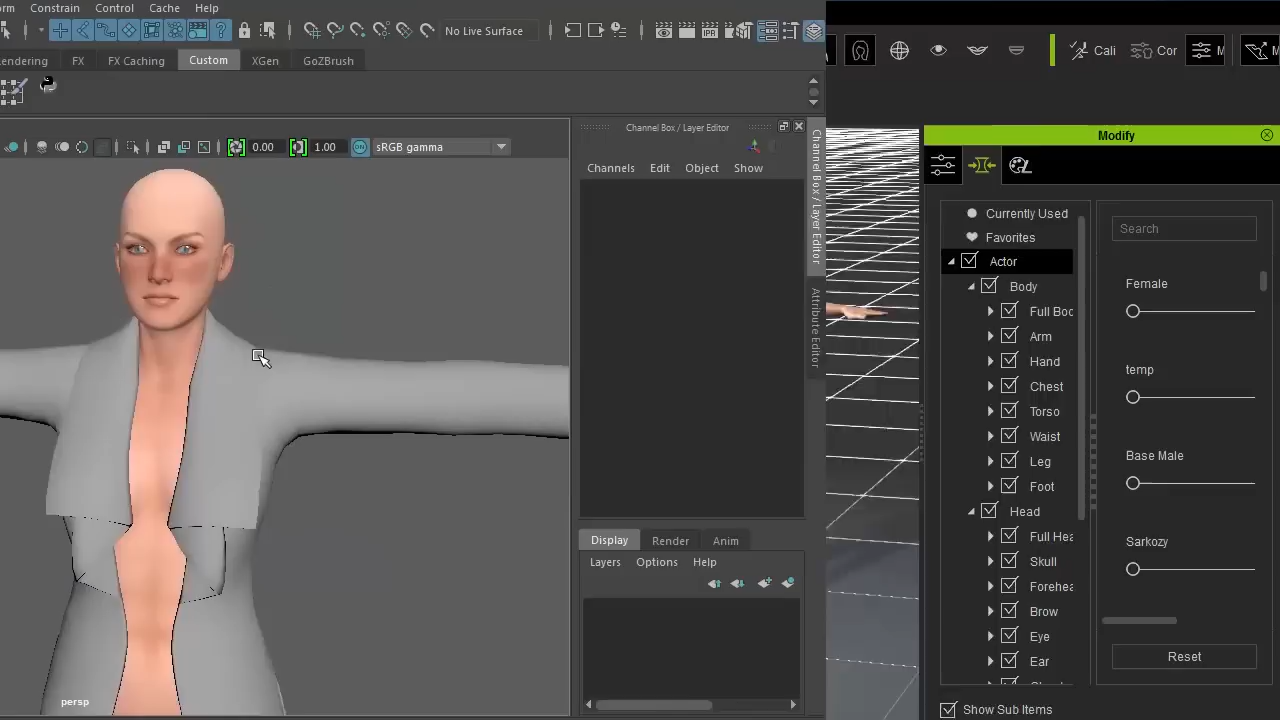 orm Constrain Control Cache Help
No Live Surface
endering FX FX Caching Custom XGen GoZBrush
0.00 1.00 ON sRGB gamma
persp
Channel Box / Layer Editor
Channels Edit Object Show
Channel Box / Layer Editor
Attribute Editor
Display Render Anim
Layers Options Help
Cali Cor M M
Modify
Currently Used
Favorites
Actor
Body
Full Boc
Arm
Hand
Chest
Torso
Waist
Leg
Foot
Head
Full Hea
Skull
Forehea
Brow
Eye
Ear
Show Sub Items
Search
Female
temp
Base Male
Sarkozy
Reset